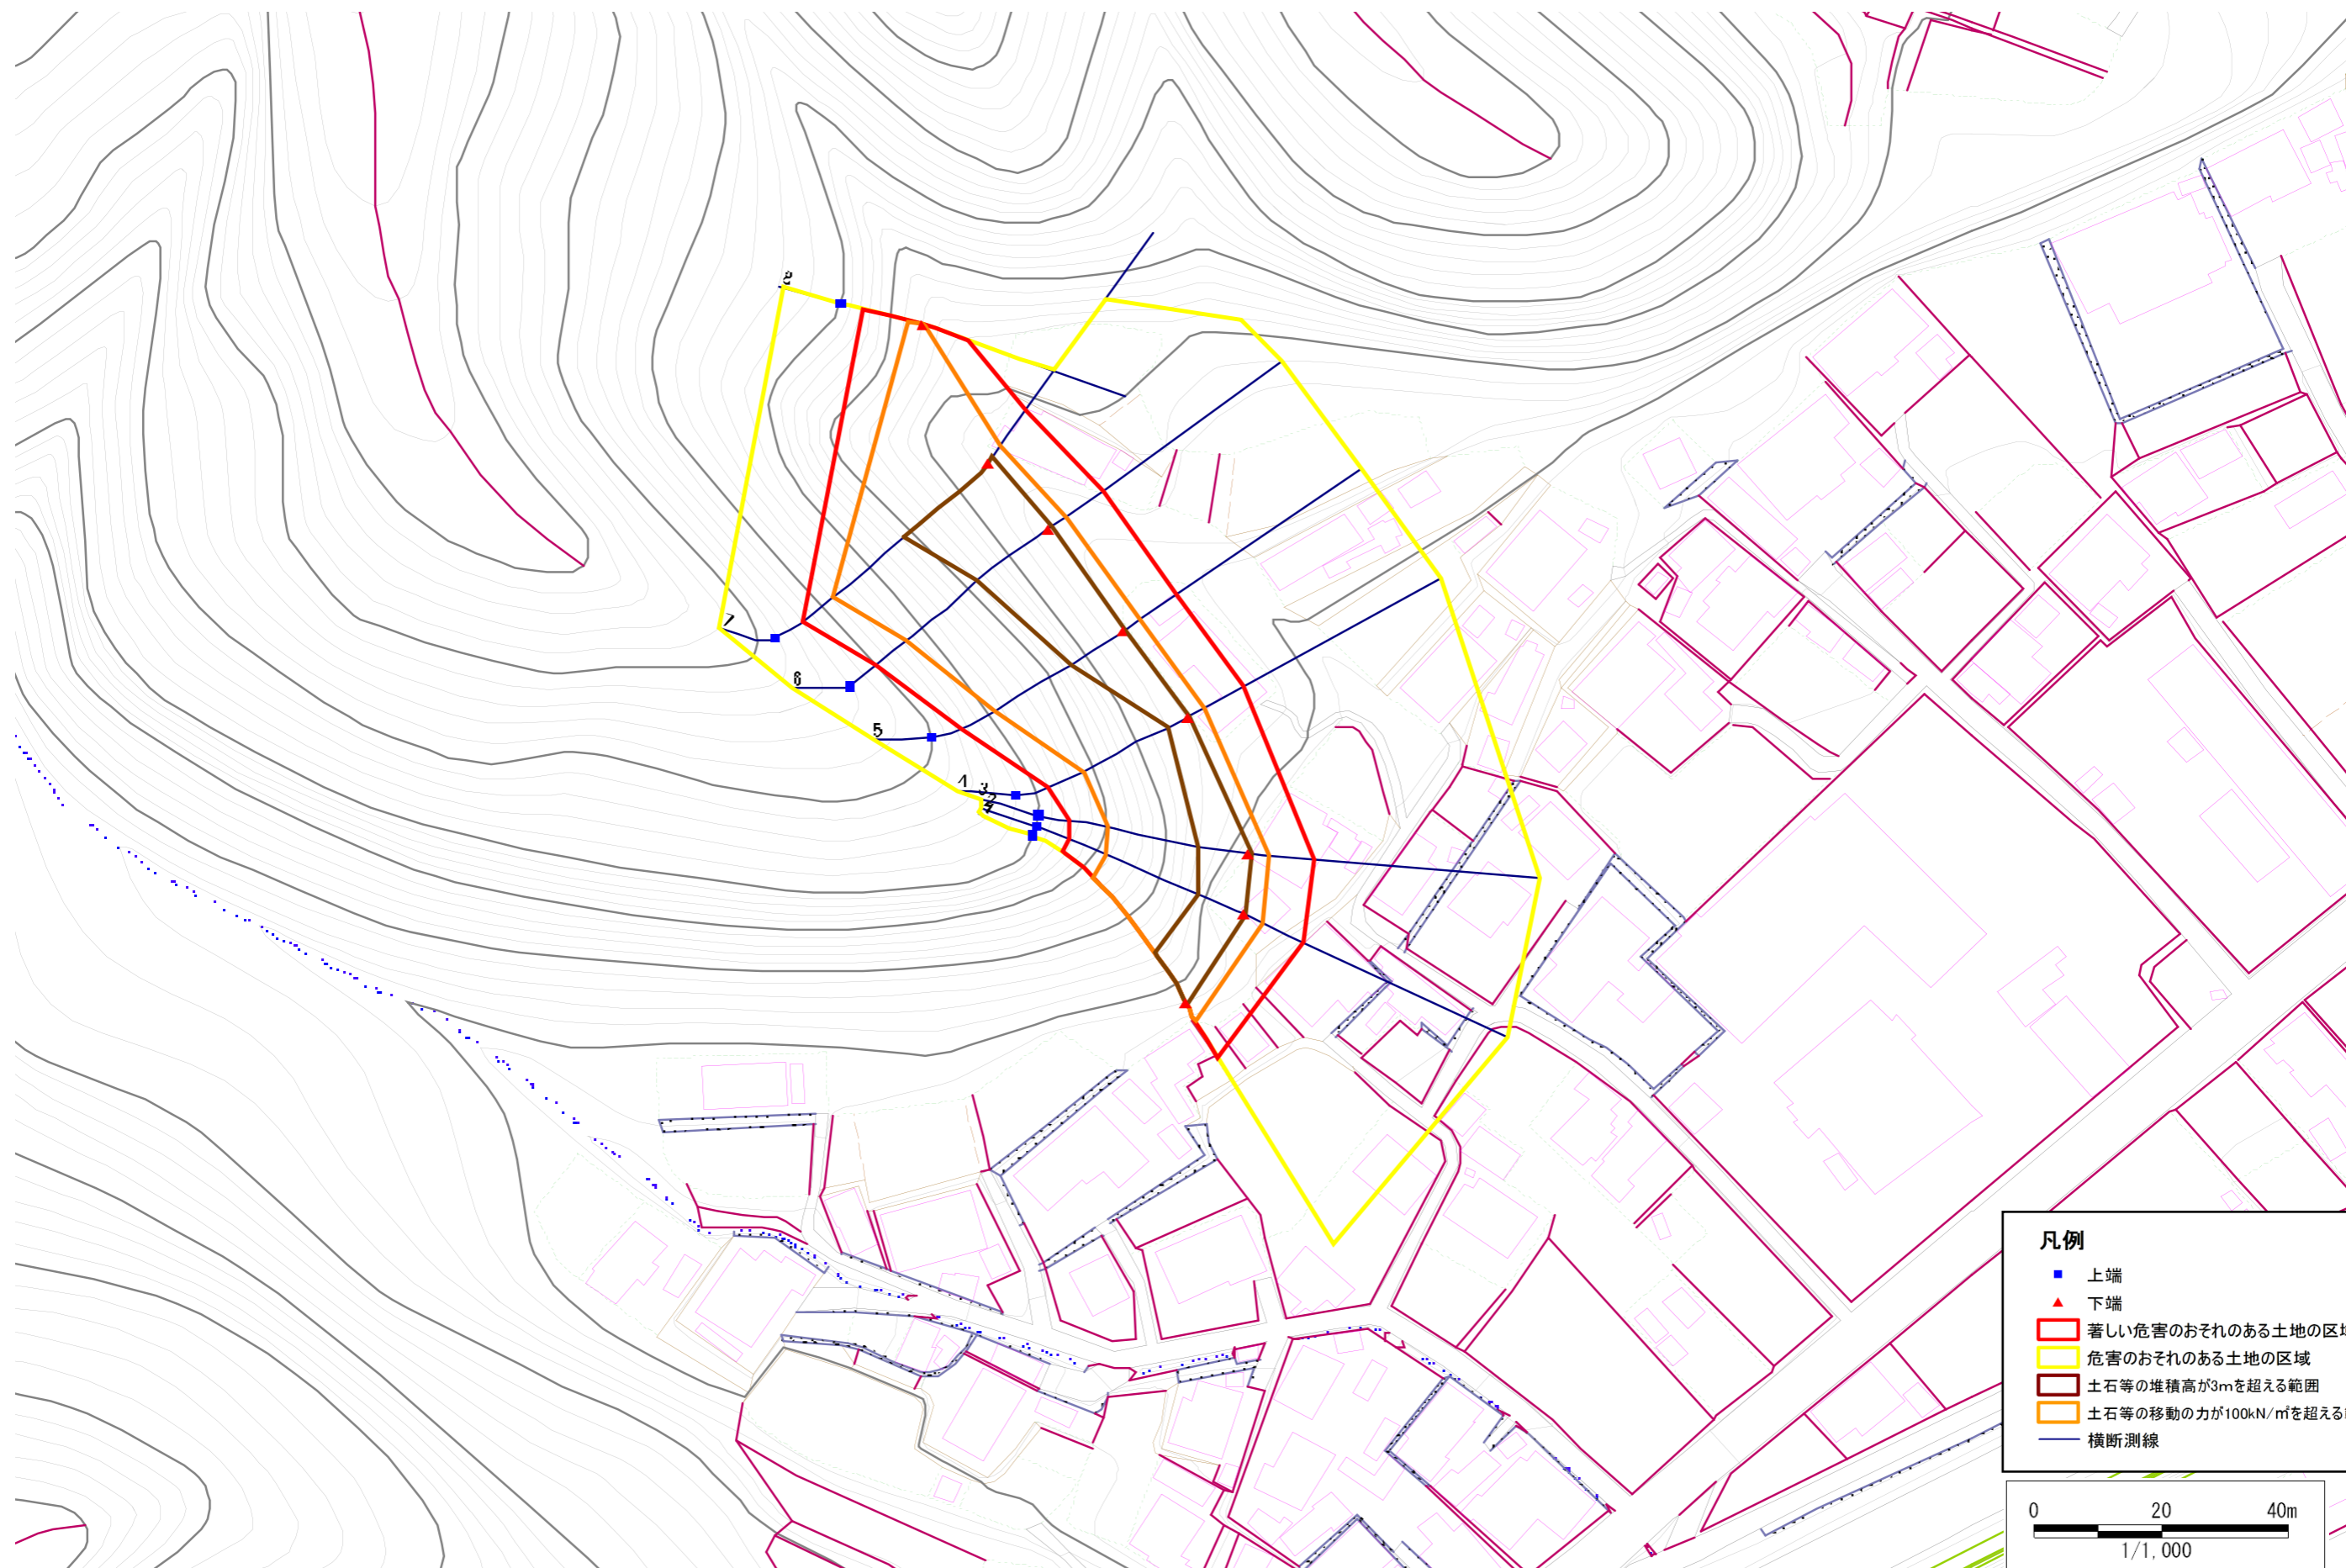 8
7
6
5
4
3
2
凡例
上端
下端
著しい危害のおそれのある土地の区域
危害のおそれのある土地の区域
土石等の堆積高が3mを超える範囲
土石等の移動の力が100kN/㎡を超える
横断測線
0 20 40m
1/1,000